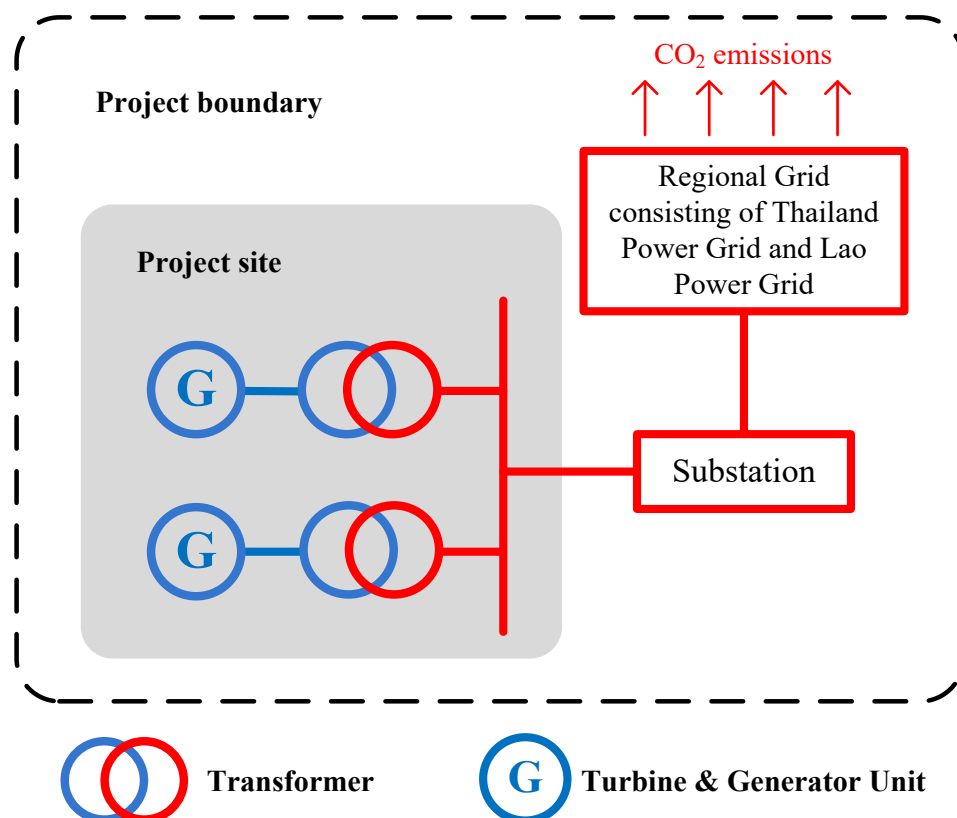 CO₂ emissions
Project boundary
Regional Grid
consisting of Thailand
Power Grid and Lao
Power Grid
Project site
G
Substation
G
Transformer
G
Turbine & Generator Unit